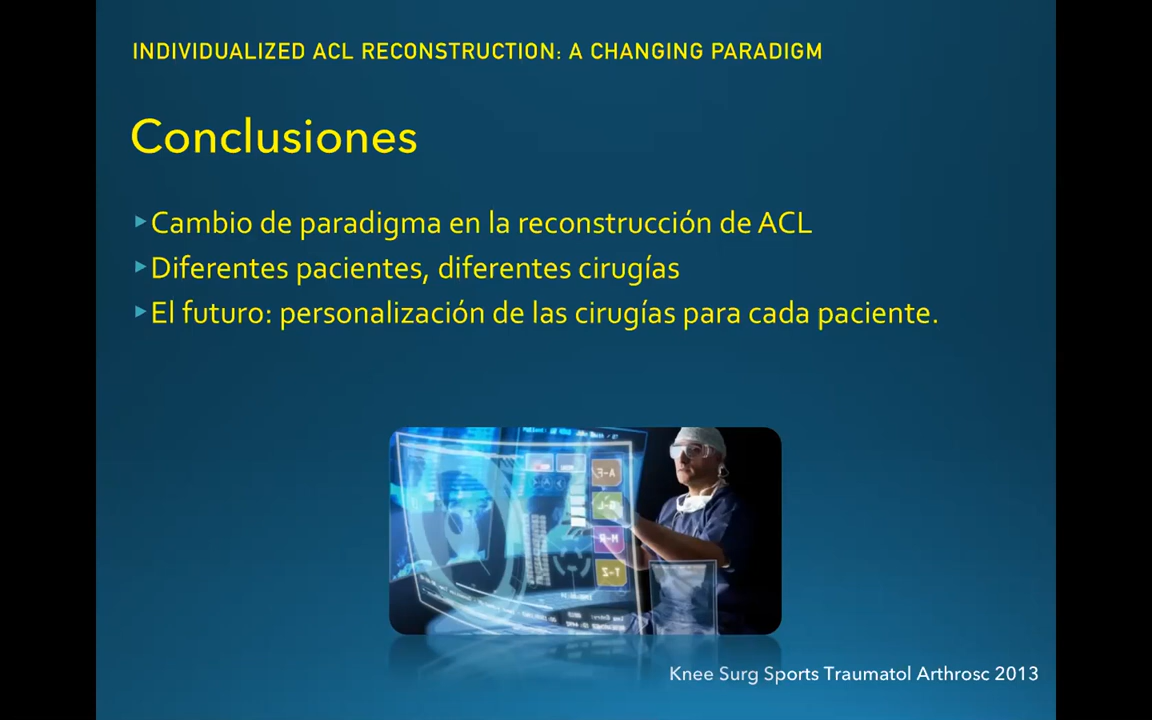 INDIVIDUALIZED ACL RECONSTRUCTION: A CHANGING PARADIGM
Conclusiones
Cambio de paradigma en la reconstrucción de ACL
Diferentes pacientes, diferentes cirugías
El futuro: personalización de las cirugías para cada paciente.
A-F
M-R
T-Z
Knee Surg Sports Traumatol Arthrosc 2013